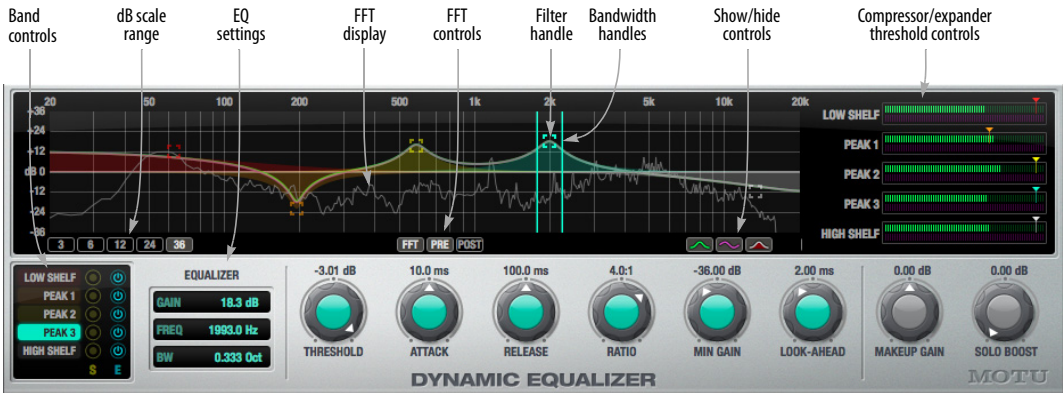 Band controls
dB scale range
EQ settings
FFT display
FFT controls
Filter handle
Bandwidth handles
Show/hide controls
Compressor/expander threshold controls
20 50 100 200 500 1k 2k 5k 10k 20k
+36
+24
+12
dB 0
-12
-24
-36
3 6 12 24 36
FFT PRE POST
LOW SHELF
PEAK 1
PEAK 2
PEAK 3
HIGH SHELF
LOW SHELF
PEAK 1
PEAK 2
PEAK 3
HIGH SHELF
S E
EQUALIZER
GAIN 18.3 dB
FREQ 1993.0 Hz
BW 0.333 Oct
-3.01 dB 10.0 ms 100.0 ms 4.0:1 -36.00 dB 2.00 ms 0.00 dB 0.00 dB
THRESHOLD ATTACK RELEASE RATIO MIN GAIN LOOK-AHEAD MAKEUP GAIN SOLO BOOST
DYNAMIC EQUALIZER
MOTU